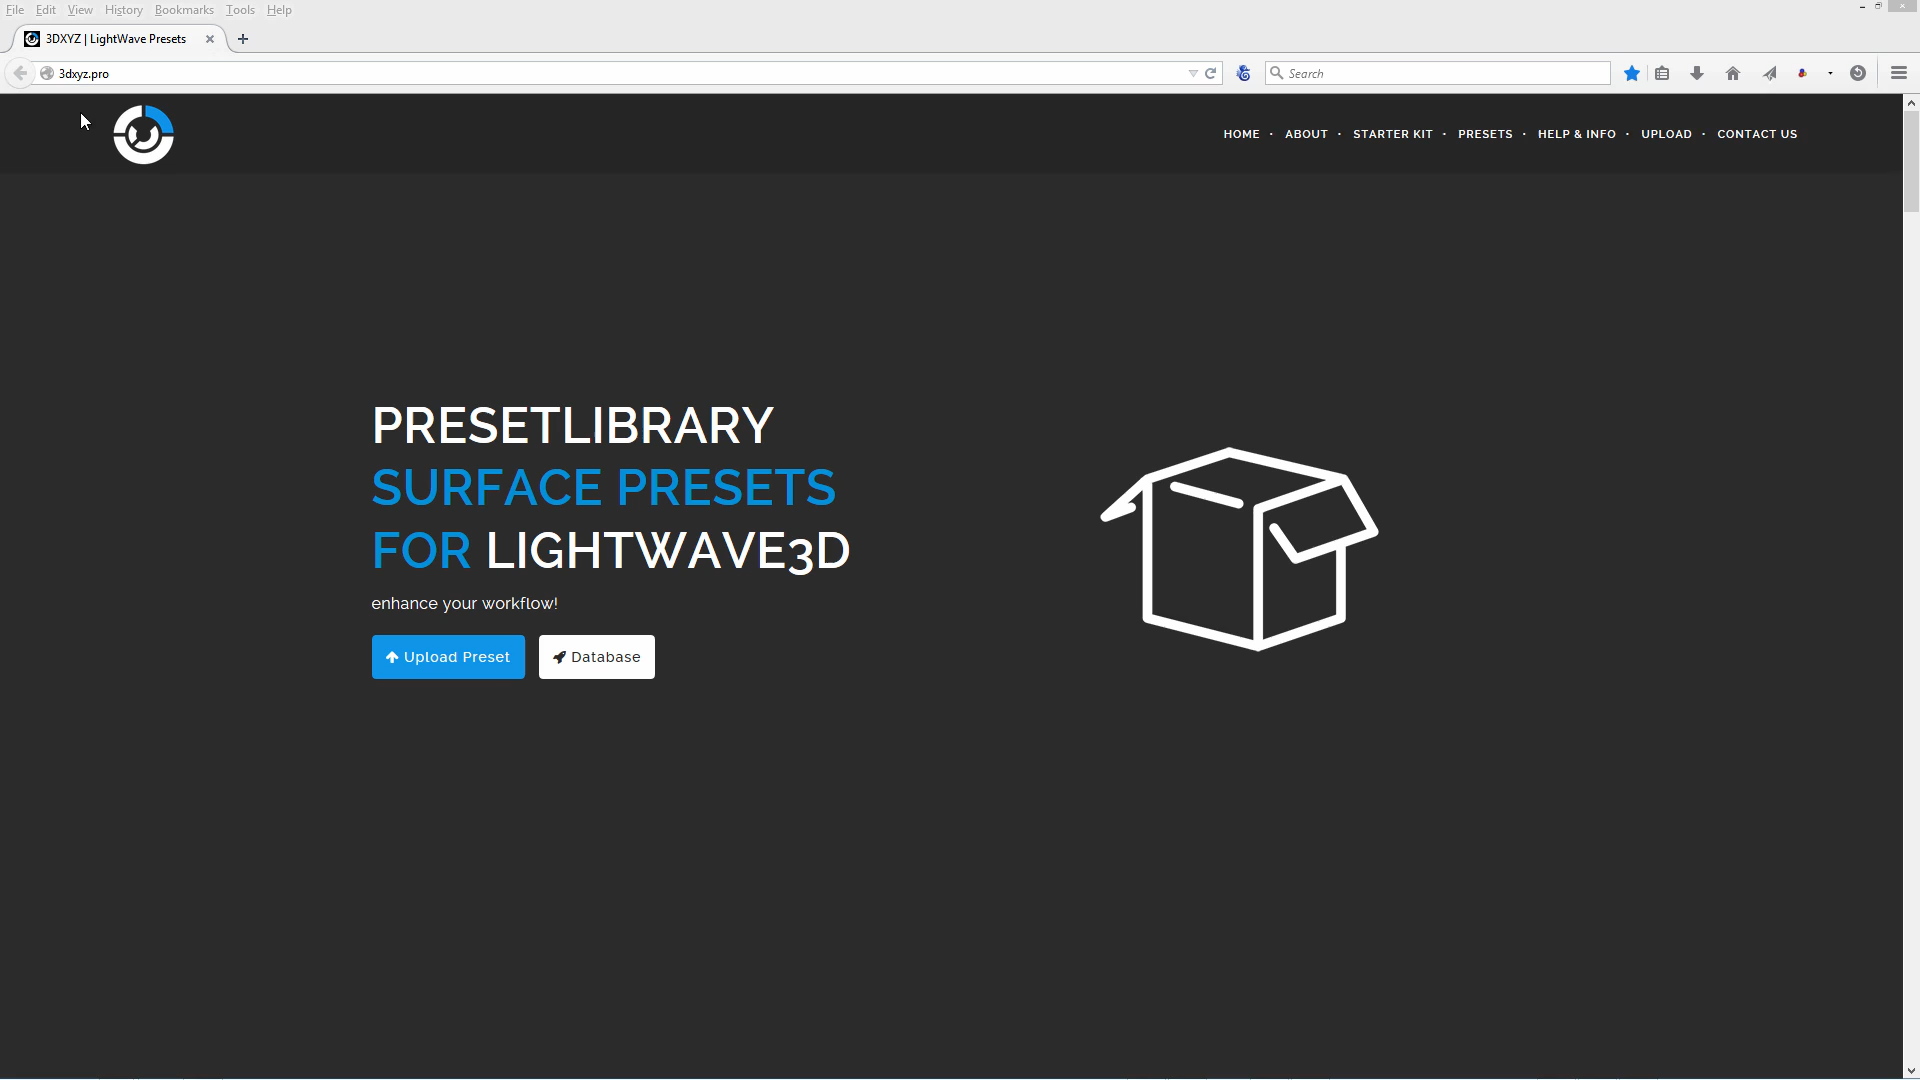 File Edit View History Bookmarks Tools Help
3DXYZ | LightWave Presets
3dxyz.pro
Search
HOME · ABOUT · STARTER KIT · PRESETS · HELP & INFO · UPLOAD · CONTACT US
PRESETLIBRARY
SURFACE PRESETS
FOR LIGHTWAVE3D
enhance your workflow!
Upload Preset Database